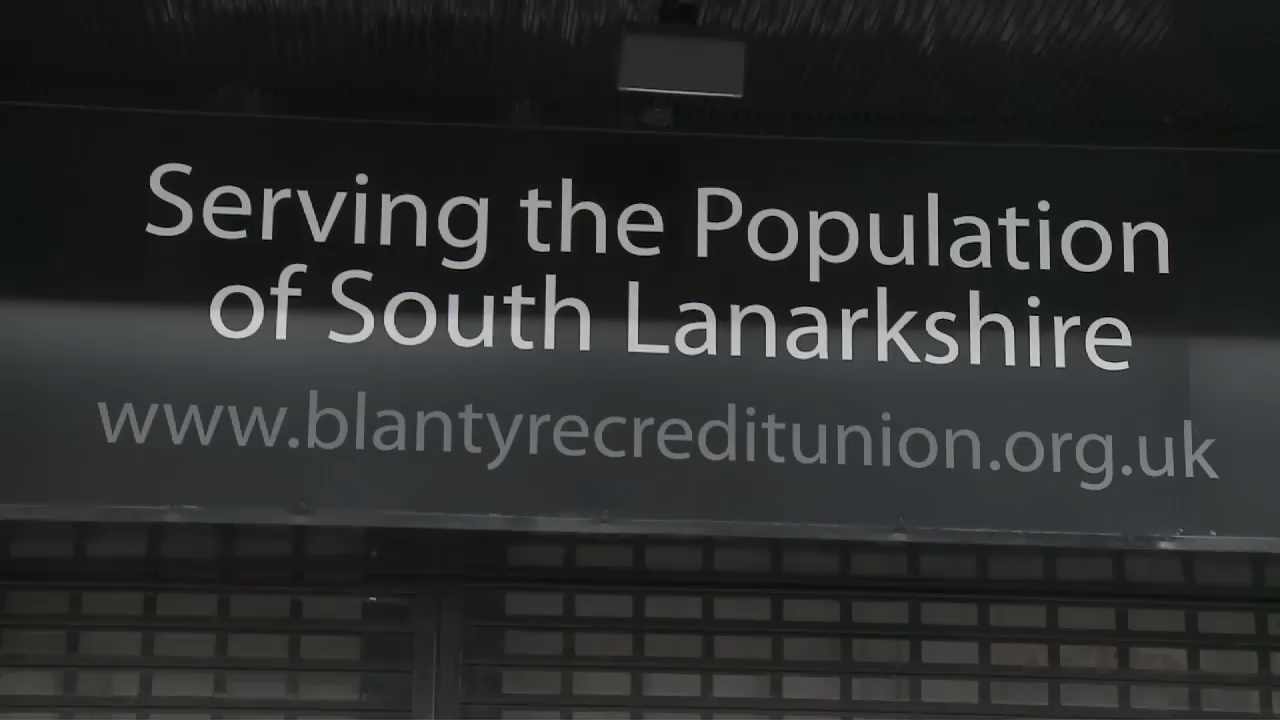 Serving the Population
of South Lanarkshire
www.blantyrecreditunion.org.uk